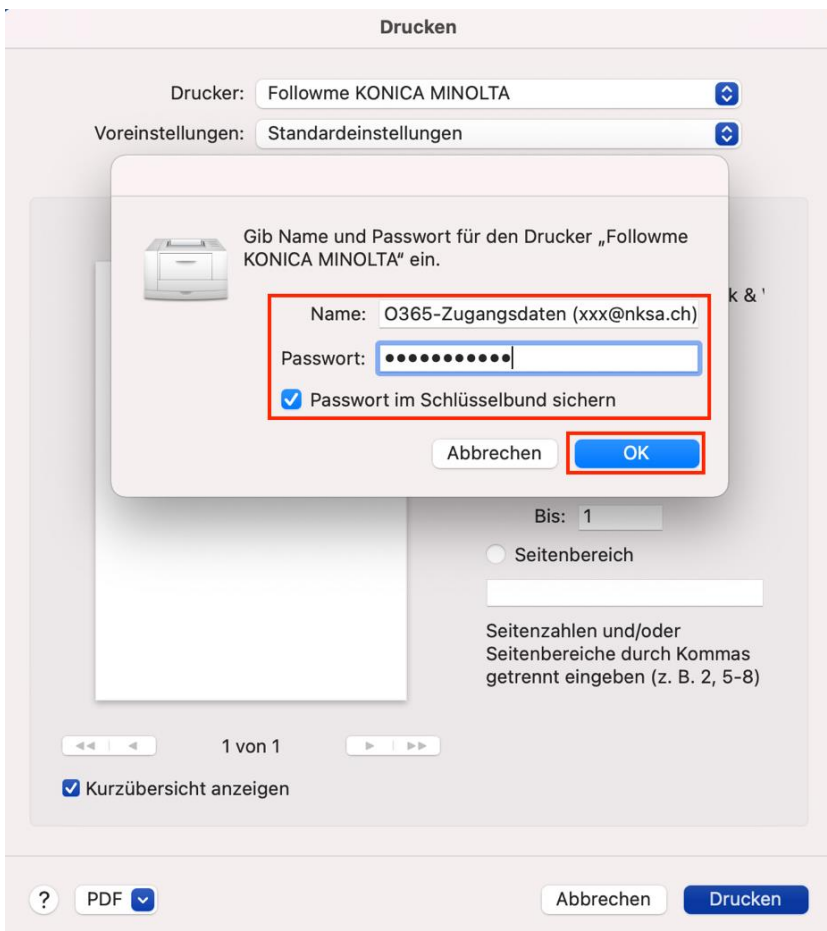 Drucken
Drucker: Followme KONICA MINOLTA
Voreinstellungen: Standardeinstellungen
Gib Name und Passwort für den Drucker „Followme
KONICA MINOLTA“ ein.
k &
Name: O365-Zugangsdaten (xxx@nksa.ch)
Passwort: •••••••••••
Passwort im Schlüsselbund sichern
Abbrechen OK
Bis: 1
Seitenbereich
Seitenzahlen und/oder
Seitenbereiche durch Kommas
getrennt eingeben (z. B. 2, 5-8)
1 von 1
Kurzübersicht anzeigen
? PDF Abbrechen Drucken